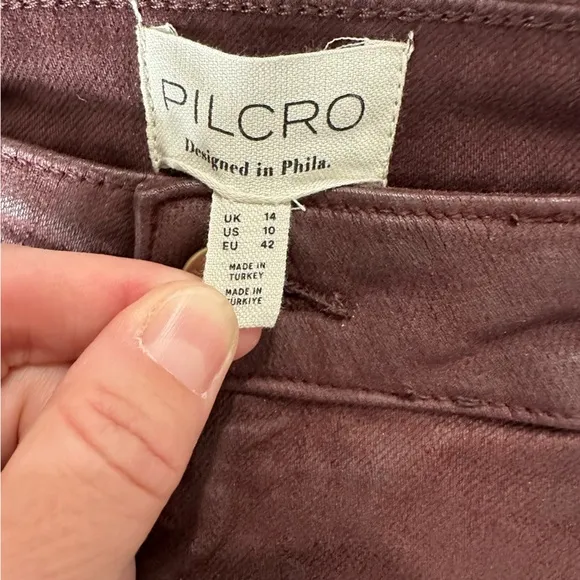 PILCRO
Designed in Phila.
UK 14
US 10
EU 42
MADE IN
TURKEY
MADE IN
TÜRKIYE